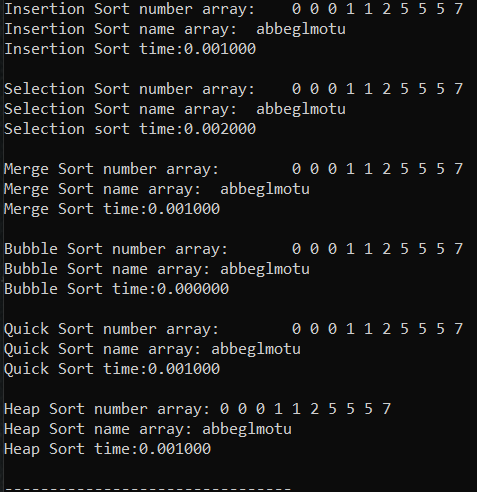 Insertion Sort number array:    0 0 0 1 1 2 5 5 5 7
Insertion Sort name array:  abbeglmotu
Insertion Sort time:0.001000
Selection Sort number array:    0 0 0 1 1 2 5 5 5 7
Selection Sort name array:  abbeglmotu
Selection sort time:0.002000
Merge Sort number array:        0 0 0 1 1 2 5 5 5 7
Merge Sort name array:  abbeglmotu
Merge Sort time:0.001000
Bubble Sort number array:       0 0 0 1 1 2 5 5 5 7
Bubble Sort name array: abbeglmotu
Bubble Sort time:0.000000
Quick Sort number array:        0 0 0 1 1 2 5 5 5 7
Quick Sort name array: abbeglmotu
Quick Sort time:0.001000
Heap Sort number array: 0 0 0 1 1 2 5 5 5 7
Heap Sort name array: abbeglmotu
Heap Sort time:0.001000
--------------------------------